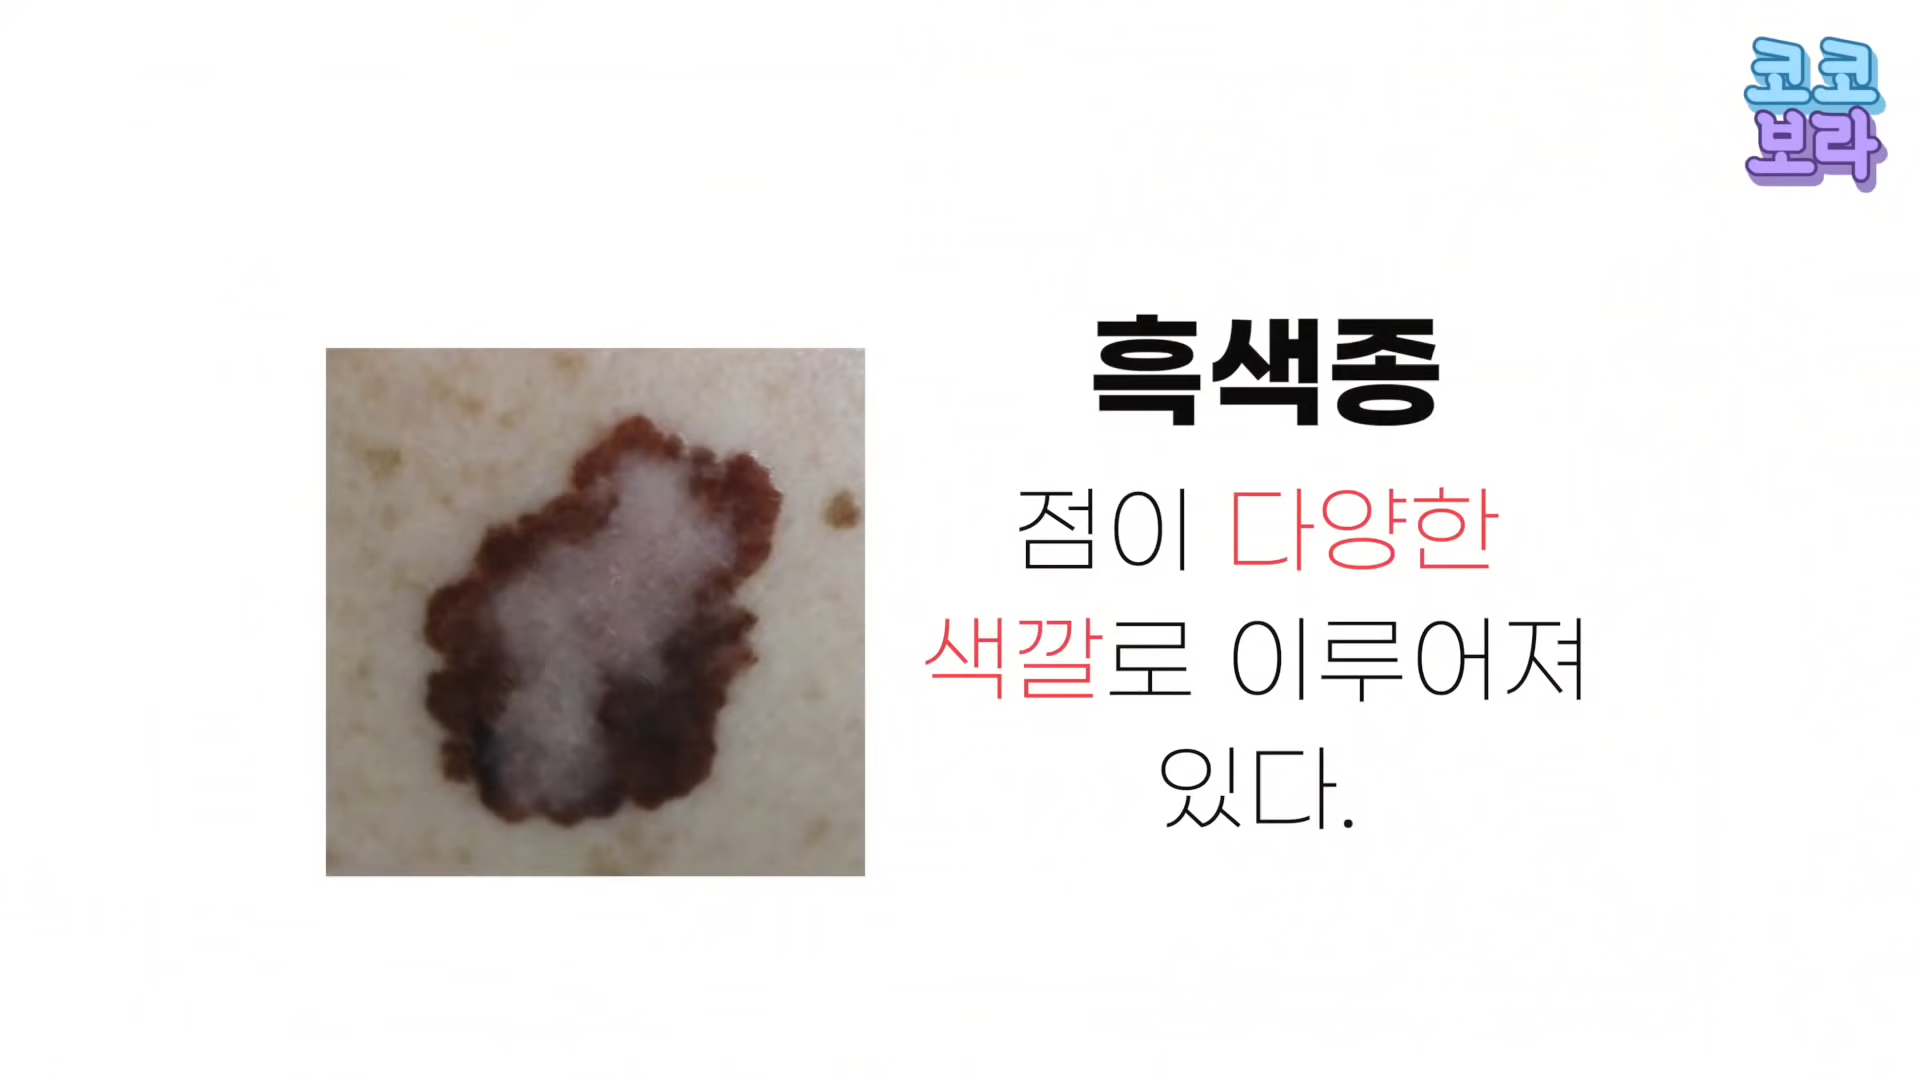 코코
보라
흑색종
점이 다양한
색깔로 이루어져
있다.